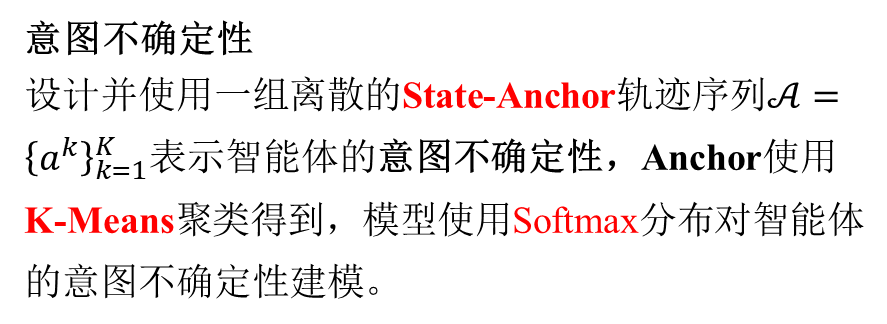 意图不确定性
设计并使用一组离散的State-Anchor轨迹序列𝒜 =
{𝑎ᵏ}ᴷₖ₌₁表示智能体的意图不确定性，Anchor使用
K-Means聚类得到，模型使用Softmax分布对智能体
的意图不确定性建模。